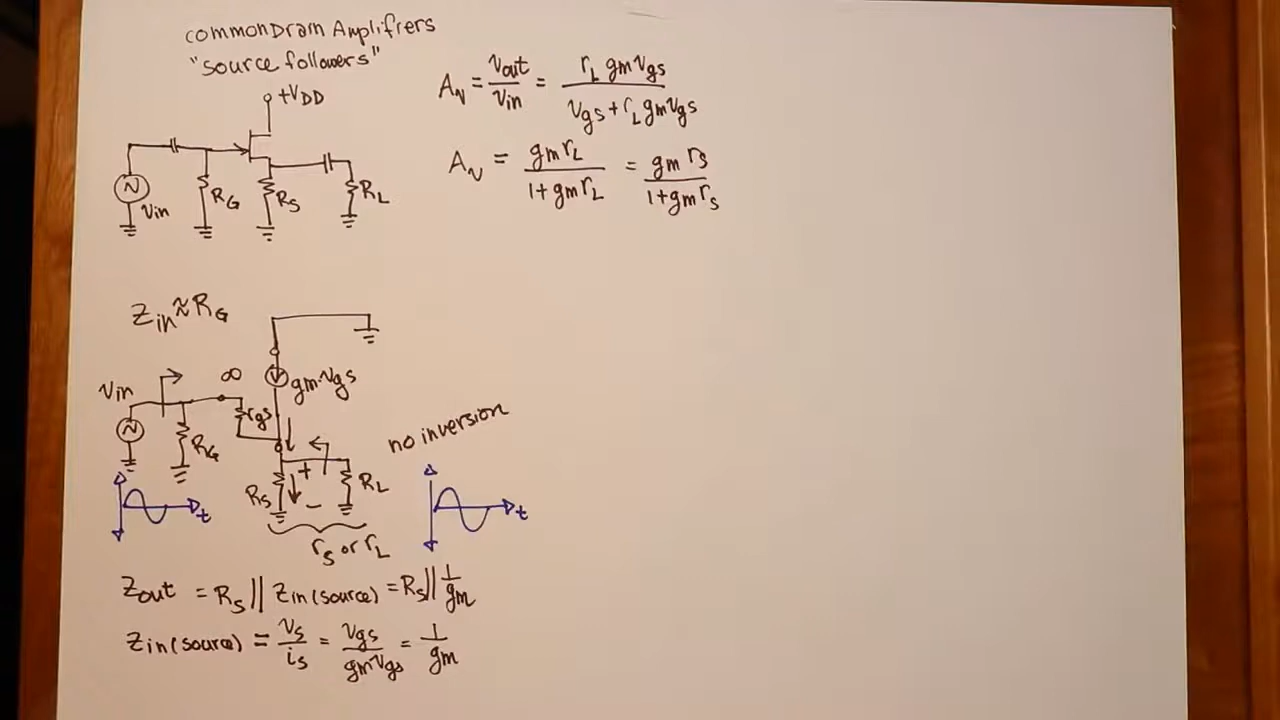 commonDrain Amplifiers
"source followers"
+VDD
Vin
RG
RS
RL
Av = vout/vin = rL gm vgs / vgs + rL gm vgs
Av = gm rL / 1 + gm rL = gm rs / 1 + gm rs
Zin ≈ RG
Vin
∞
gm·vgs
rgs
RG
+
RS
−
RL
no inversion
t
t
rs or rL
Zout = Rs || Zin(source) = Rs || 1/gm
Zin(source) = vs/is = vgs/gm vgs = 1/gm